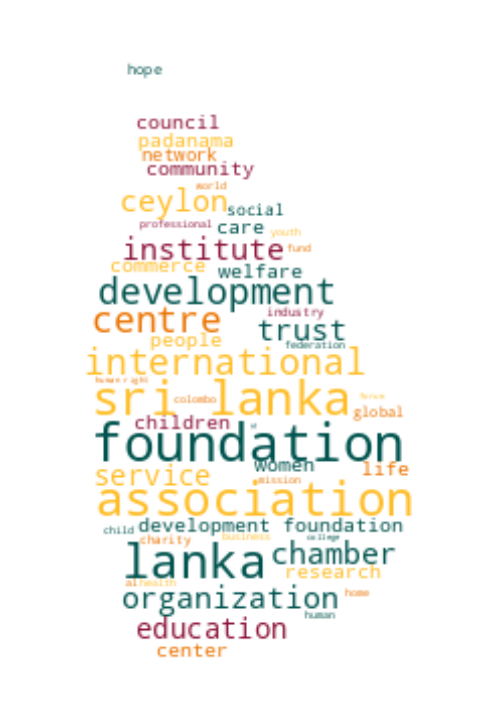 hope
council
padanama
network
community
world
ceylon social
professional care youth
institute fund
commerce welfare
development
industry
centre trust
people federation
international
human right
sri lanka
colombo
global
children
foundation
women life
service mission
association
child development foundation
charity business college
lanka chamber
research
al health
organization home
human
education
center